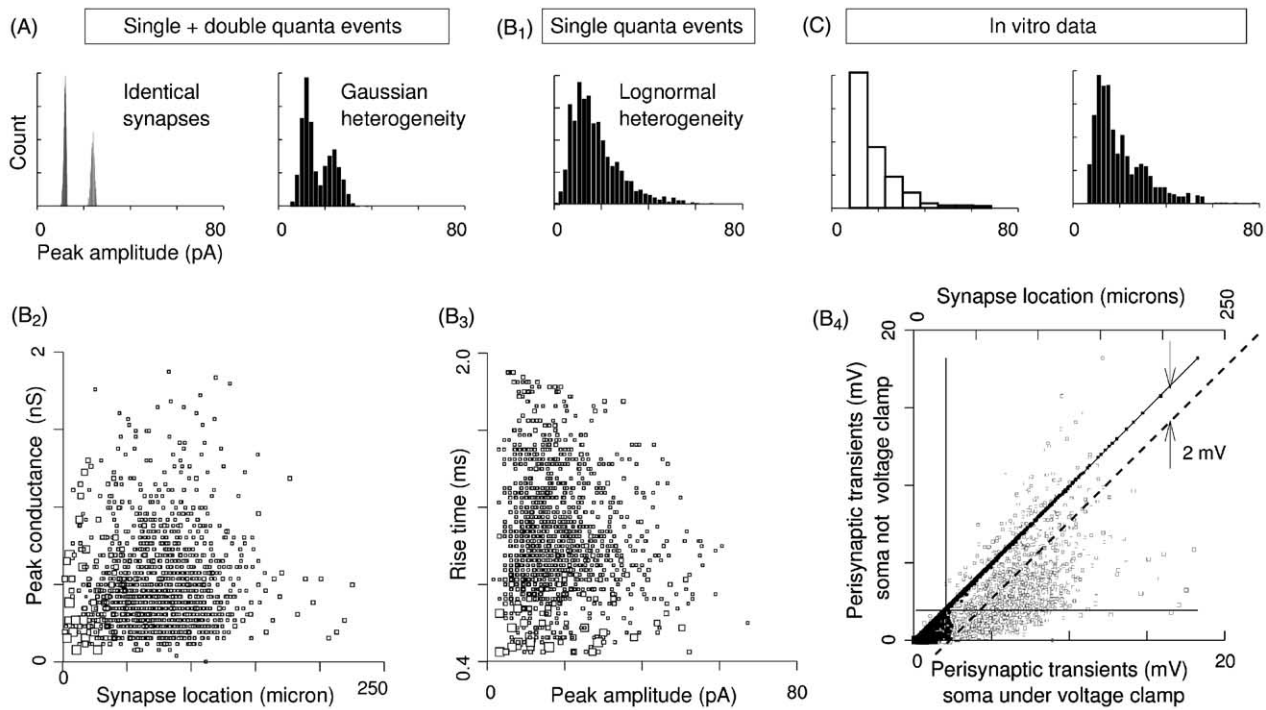 (A)
Single + double quanta events
(B1)
Single quanta events
(C)
In vitro data
Count
Identical
synapses
0
80
Peak amplitude (pA)
Gaussian
heterogeneity
0
80
Lognormal
heterogeneity
0
80
0
80
0
80
(B2)
Peak conductance (nS)
2
0
0
250
Synapse location (micron)
(B3)
Rise time (ms)
2.0
0.4
0
80
Peak amplitude (pA)
(B4)
Synapse location (microns)
0
250
Perisynaptic transients (mV)
soma not voltage clamp
20
0
2 mV
0
20
Perisynaptic transients (mV)
soma under voltage clamp